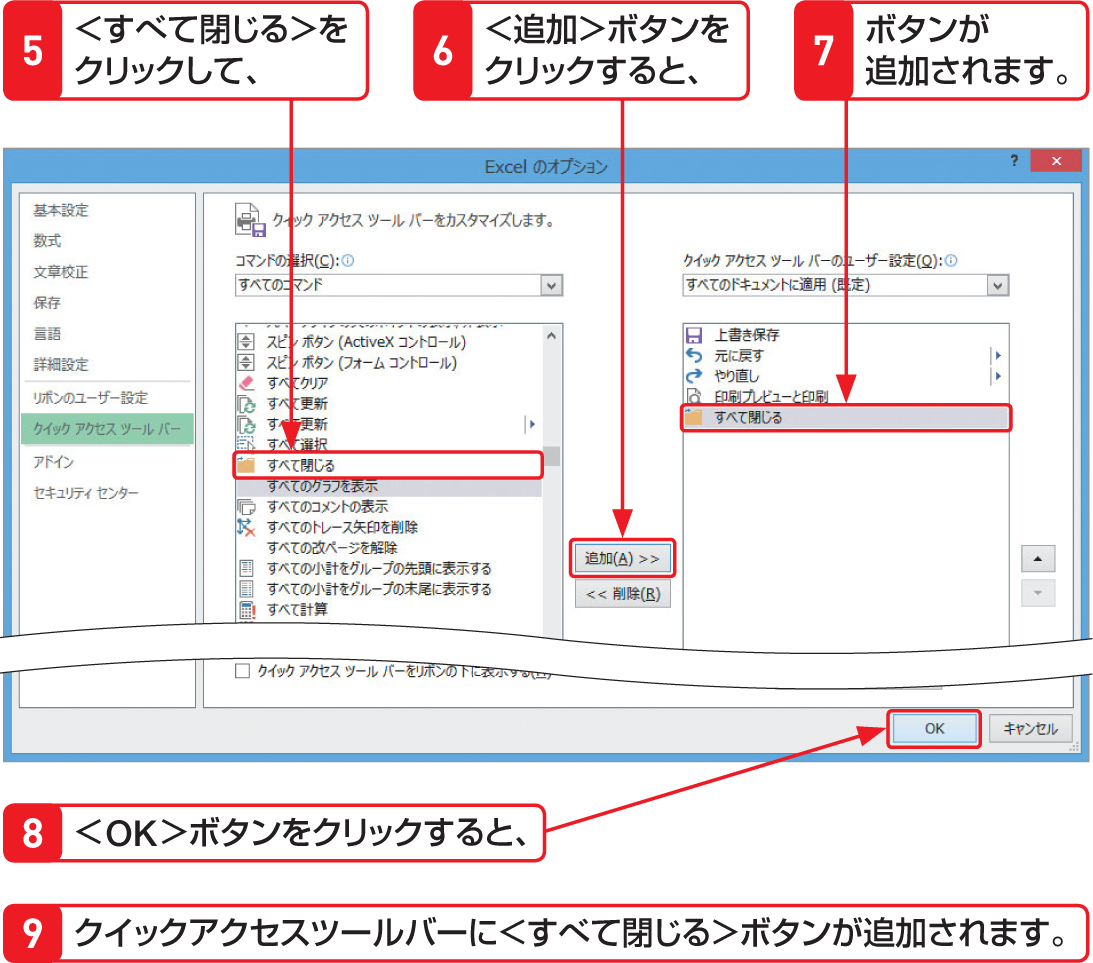 5
＜すべて閉じる＞を
クリックして、
6
＜追加＞ボタンを
クリックすると、
7
ボタンが
追加されます。
Excel のオプション
?
×
基本設定
数式
文章校正
保存
言語
詳細設定
リボンのユーザー設定
クイック アクセス ツール バー
アドイン
セキュリティ センター
クイック アクセス ツール バーをカスタマイズします。
コマンドの選択(C):
すべてのコマンド
スピン ボタン (ActiveX コントロール)
スピン ボタン (フォーム コントロール)
すべてクリア
すべて更新
すべて更新
すべて選択
すべて閉じる
すべてのグラフを表示
すべてのコメントの表示
すべてのトレース矢印を削除
すべての改ページを解除
すべての小計をグループの先頭に表示する
すべての小計をグループの末尾に表示する
すべて計算
追加(A) >>
<< 削除(R)
クイック アクセス ツール バーのユーザー設定(Q):
すべてのドキュメントに適用 (既定)
上書き保存
元に戻す
やり直し
印刷プレビューと印刷
すべて閉じる
クイック アクセス ツール バーをリボンの下に表示する(H)
OK
キャンセル
8
＜OK＞ボタンをクリックすると、
9
クイックアクセスツールバーに＜すべて閉じる＞ボタンが追加されます。